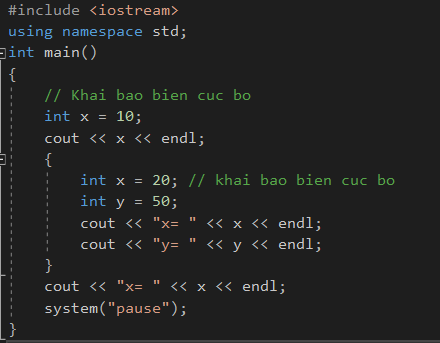 #include <iostream>
using namespace std;
int main()
{
// Khai bao bien cuc bo
int x = 10;
cout << x << endl;
{
int x = 20; // khai bao bien cuc bo
int y = 50;
cout << "x= " << x << endl;
cout << "y= " << y << endl;
}
cout << "x= " << x << endl;
system("pause");
}